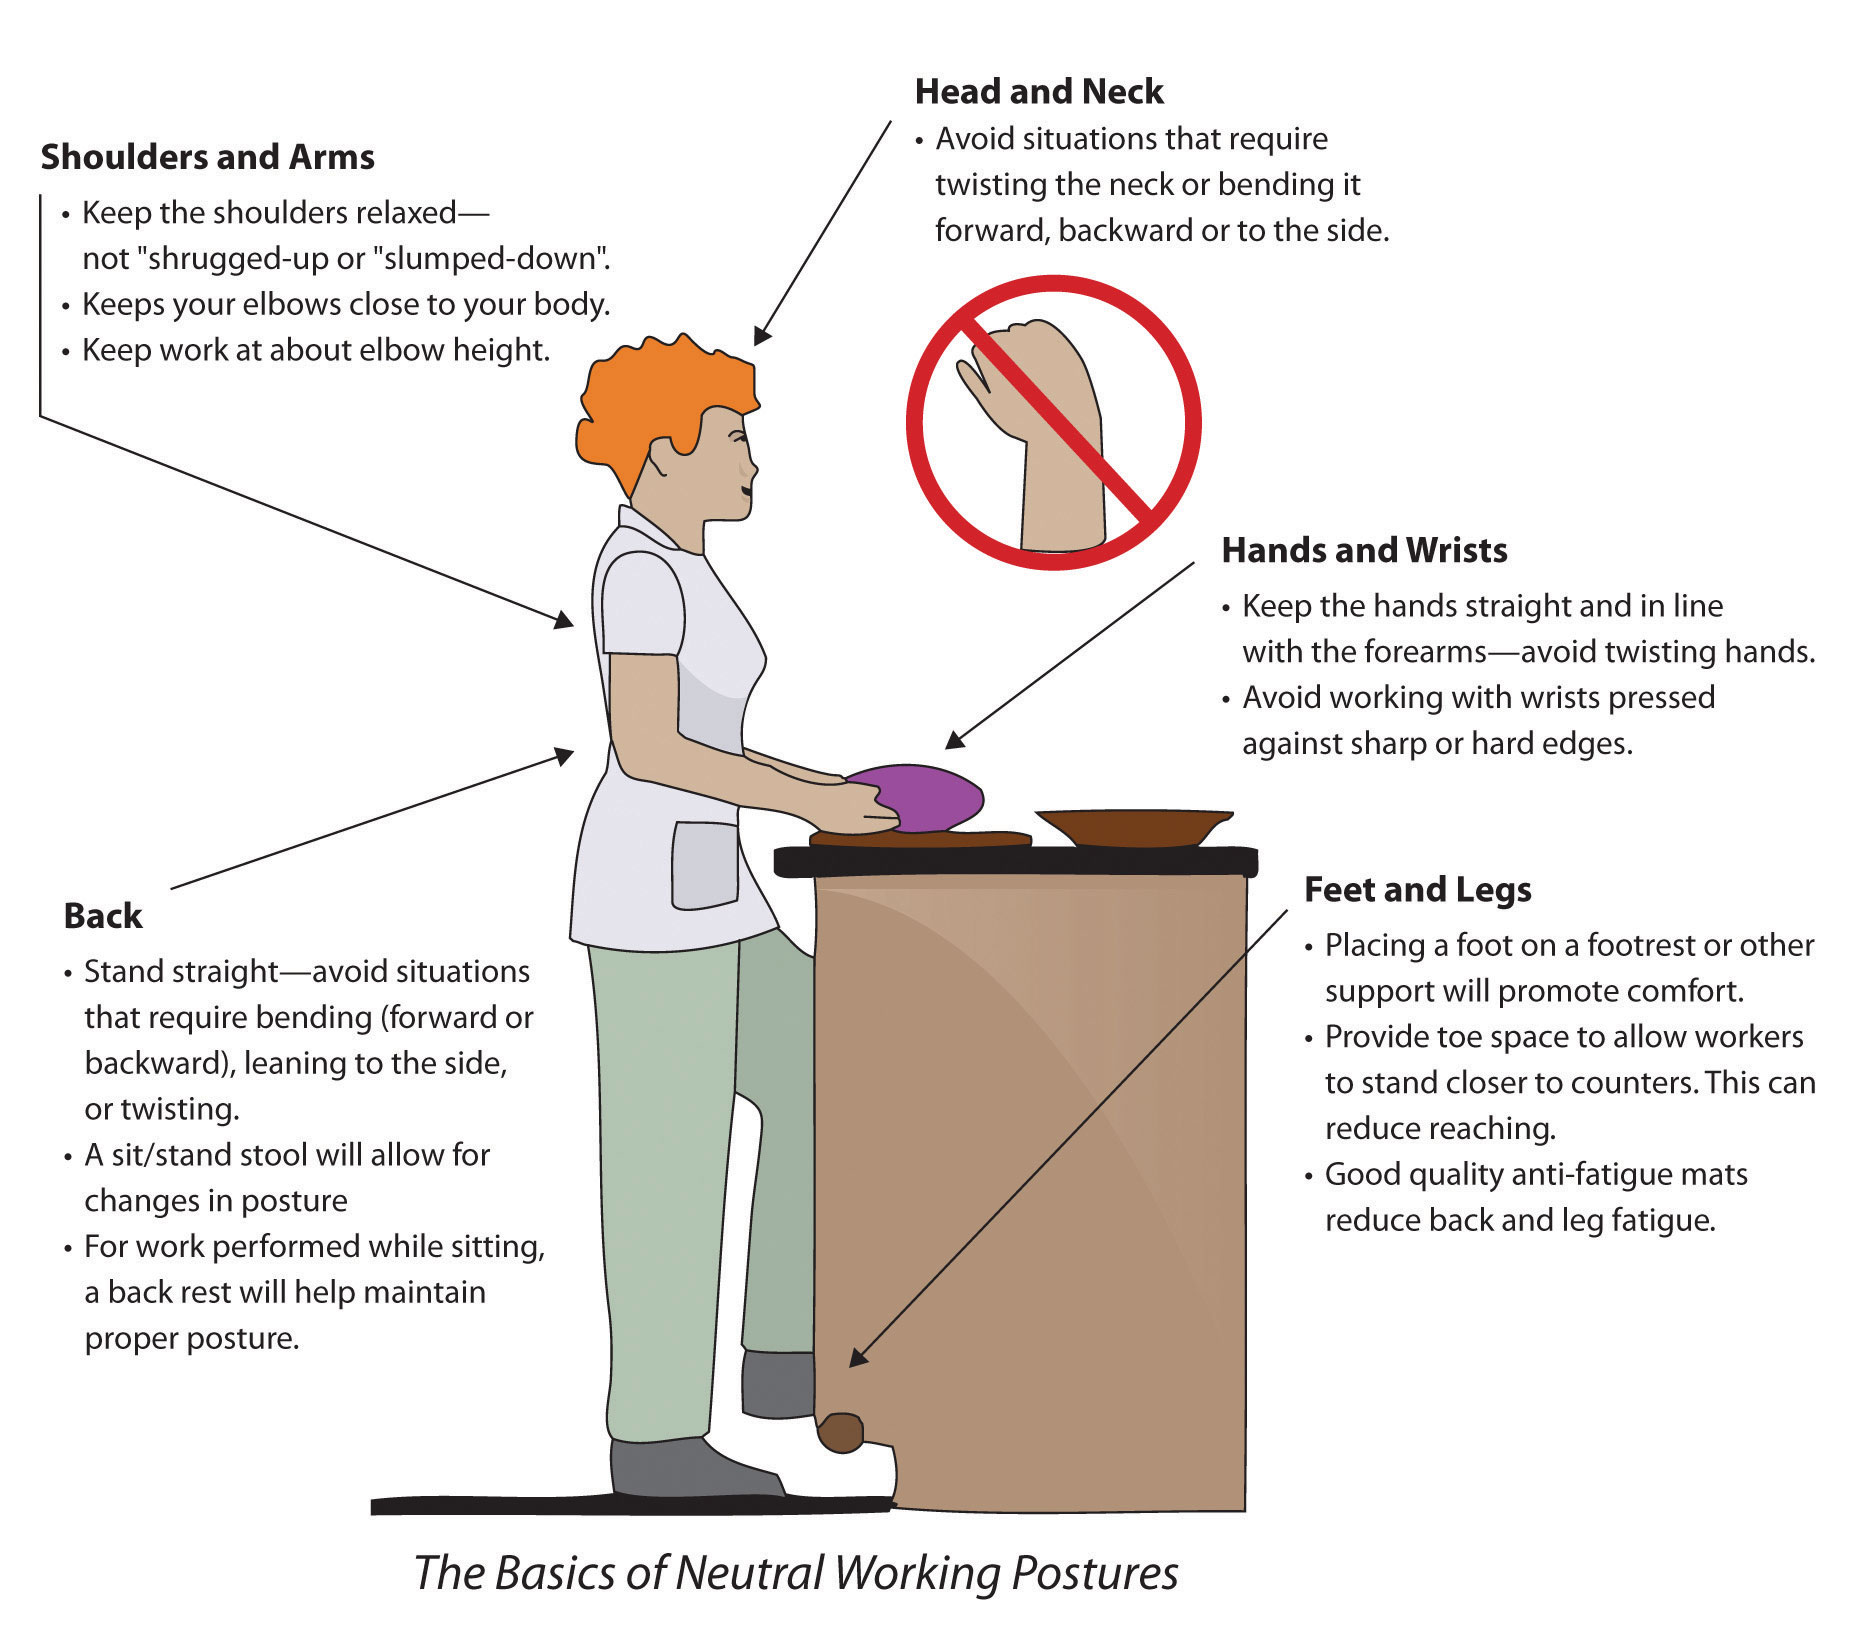 Head and Neck
• Avoid situations that require
twisting the neck or bending it
forward, backward or to the side.
Shoulders and Arms
• Keep the shoulders relaxed—
not "shrugged-up or "slumped-down".
• Keeps your elbows close to your body.
• Keep work at about elbow height.
Hands and Wrists
• Keep the hands straight and in line
with the forearms—avoid twisting hands.
• Avoid working with wrists pressed
against sharp or hard edges.
Back
• Stand straight—avoid situations
that require bending (forward or
backward), leaning to the side,
or twisting.
• A sit/stand stool will allow for
changes in posture
• For work performed while sitting,
a back rest will help maintain
proper posture.
Feet and Legs
• Placing a foot on a footrest or other
support will promote comfort.
• Provide toe space to allow workers
to stand closer to counters. This can
reduce reaching.
• Good quality anti-fatigue mats
reduce back and leg fatigue.
The Basics of Neutral Working Postures